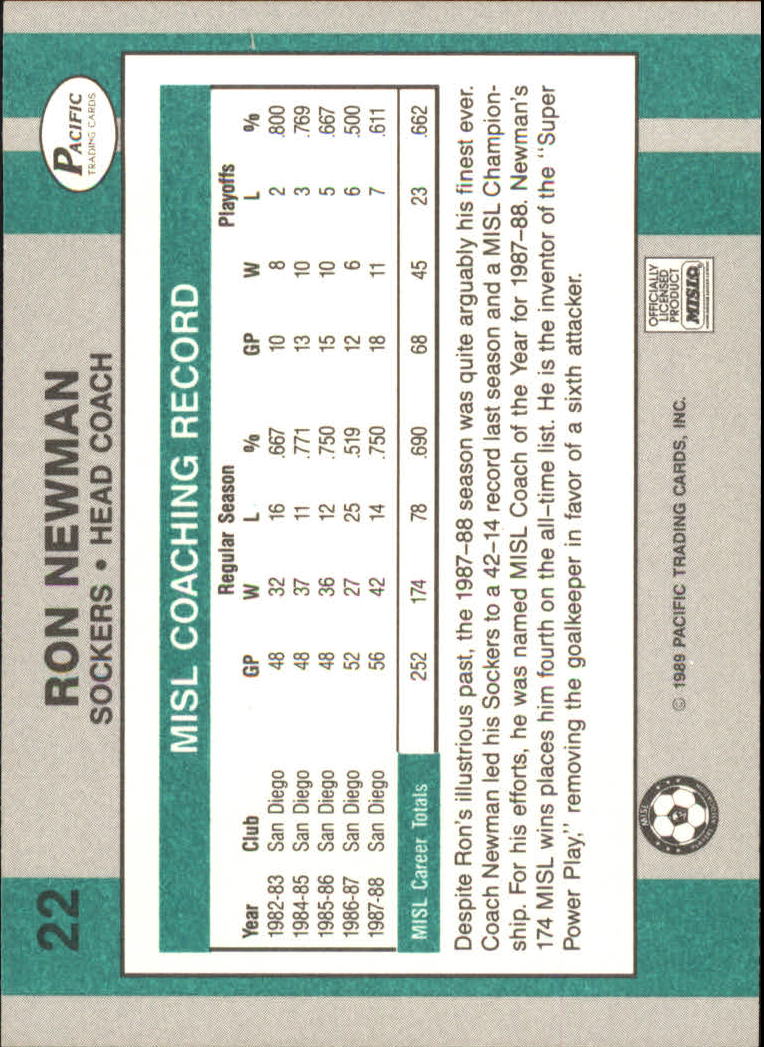 22
RON NEWMAN
SOCKERS • HEAD COACH
PACIFIC
TRADING CARDS
MISL COACHING RECORD
Regular Season Playoffs
Year Club GP W L % GP W L %
1982-83 San Diego 48 32 16 .667 10 8 2 .800
1984-85 San Diego 48 37 11 .771 13 10 3 .769
1985-86 San Diego 48 36 12 .750 15 10 5 .667
1986-87 San Diego 52 27 25 .519 12 6 6 .500
1987-88 San Diego 56 42 14 .750 18 11 7 .611
MISL Career Totals 252 174 78 .690 68 45 23 .662
Despite Ron's illustrious past, the 1987-88 season was quite arguably his finest ever.
Coach Newman led his Sockers to a 42-14 record last season and a MISL Champion-
ship. For his efforts, he was named MISL Coach of the Year for 1987-88. Newman's
174 MISL wins places him fourth on the all-time list. He is the inventor of the "Super
Power Play," removing the goalkeeper in favor of a sixth attacker.
MISL
© 1989 PACIFIC TRADING CARDS, INC.
OFFICIALLY
LICENSED
PRODUCT
MISL